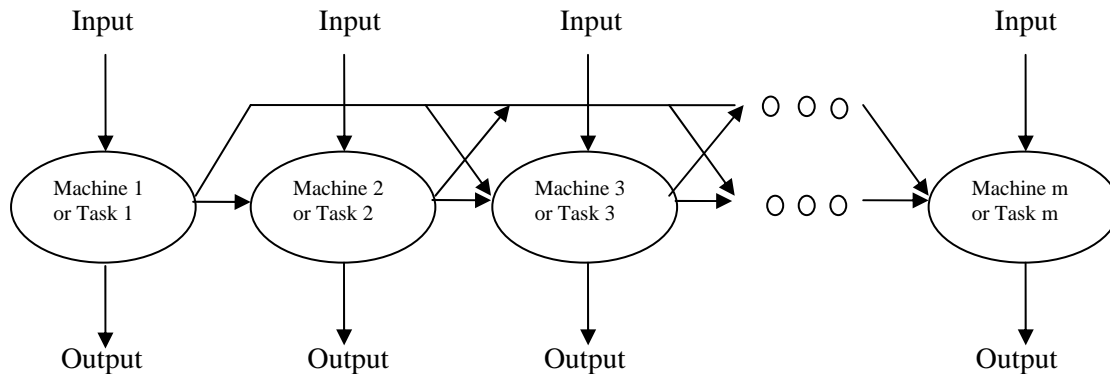 Input Input Input Input
Machine 1
or Task 1
Machine 2
or Task 2
Machine 3
or Task 3
Machine m
or Task m
Output Output Output Output